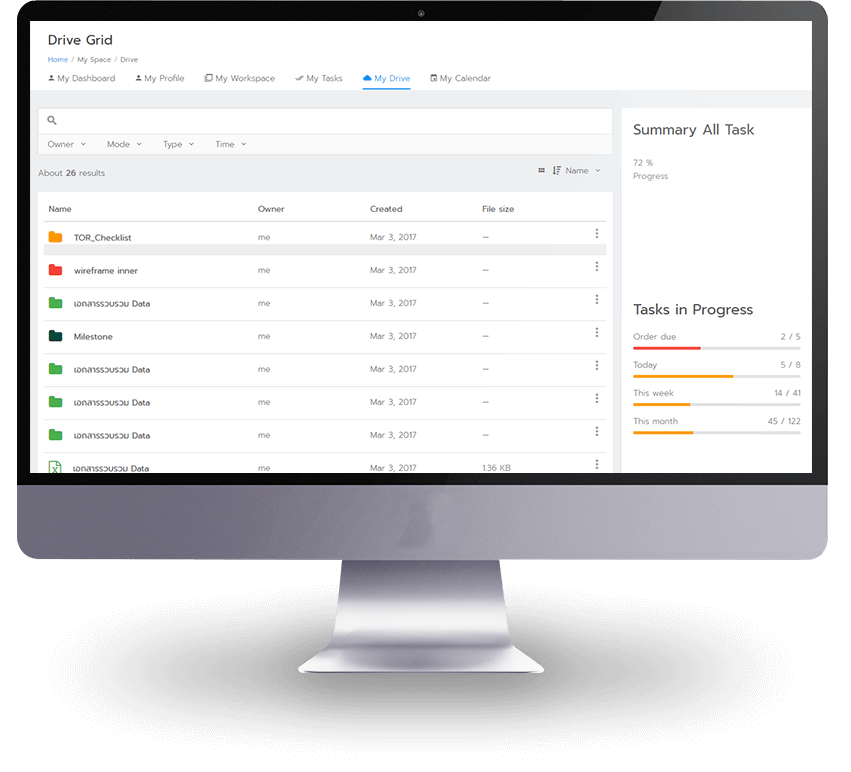 Drive Grid
Home / My Space / Drive
My Dashboard My Profile My Workspace My Tasks My Drive My Calendar
Owner Mode Type Time
About 26 results
Name
Name Owner Created File size
TOR_Checklist me Mar 3, 2017 —
wireframe inner me Mar 3, 2017 —
เอกสารรวบรวม Data me Mar 3, 2017 —
Milestone me Mar 3, 2017 —
เอกสารรวบรวม Data me Mar 3, 2017 —
เอกสารรวบรวม Data me Mar 3, 2017 —
เอกสารรวบรวม Data me Mar 3, 2017 —
เอกสารรวบรวม Data me Mar 3, 2017 1.36 KB
Summary All Task
72 %
Progress
Tasks in Progress
Order due 2 / 5
Today 5 / 8
This week 14 / 41
This month 45 / 122